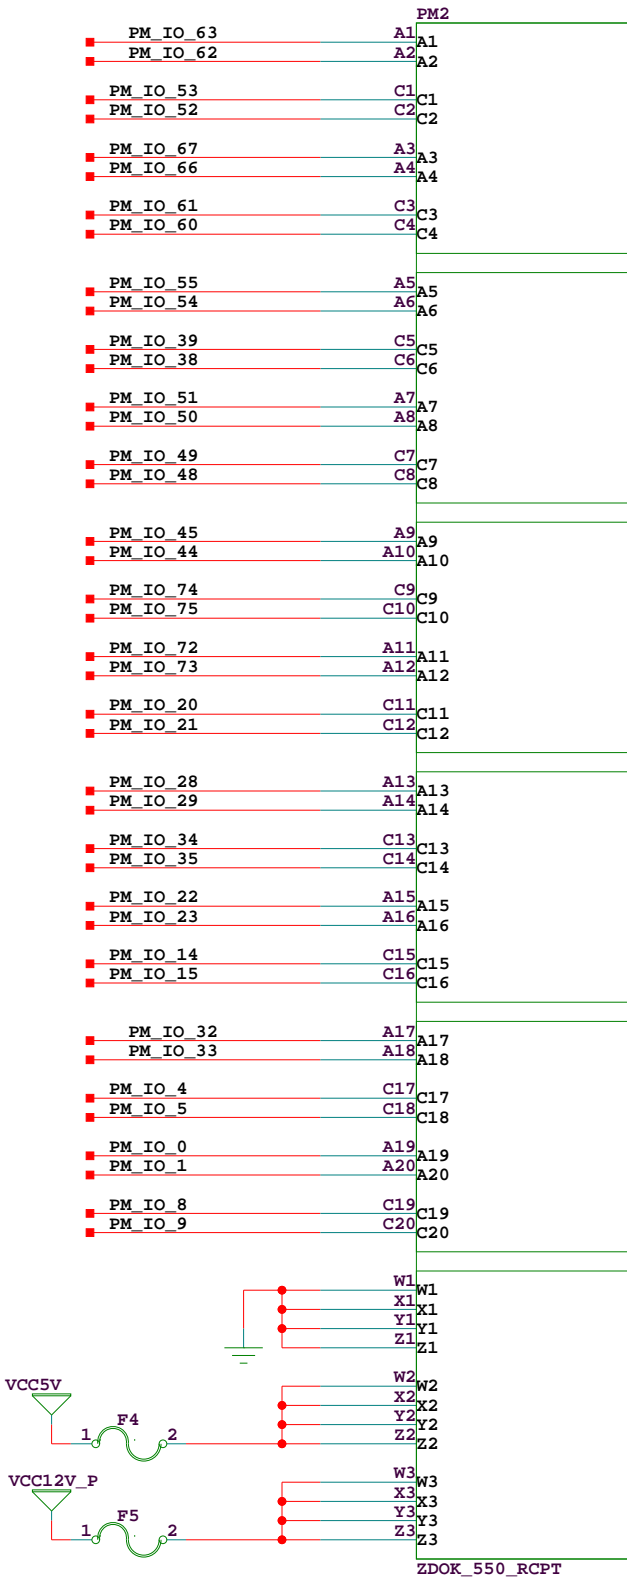 PM2
PM_IO_63 A1 A1
PM_IO_62 A2 A2
PM_IO_53 C1 C1
PM_IO_52 C2 C2
PM_IO_67 A3 A3
PM_IO_66 A4 A4
PM_IO_61 C3 C3
PM_IO_60 C4 C4
PM_IO_55 A5 A5
PM_IO_54 A6 A6
PM_IO_39 C5 C5
PM_IO_38 C6 C6
PM_IO_51 A7 A7
PM_IO_50 A8 A8
PM_IO_49 C7 C7
PM_IO_48 C8 C8
PM_IO_45 A9 A9
PM_IO_44 A10 A10
PM_IO_74 C9 C9
PM_IO_75 C10 C10
PM_IO_72 A11 A11
PM_IO_73 A12 A12
PM_IO_20 C11 C11
PM_IO_21 C12 C12
PM_IO_28 A13 A13
PM_IO_29 A14 A14
PM_IO_34 C13 C13
PM_IO_35 C14 C14
PM_IO_22 A15 A15
PM_IO_23 A16 A16
PM_IO_14 C15 C15
PM_IO_15 C16 C16
PM_IO_32 A17 A17
PM_IO_33 A18 A18
PM_IO_4 C17 C17
PM_IO_5 C18 C18
PM_IO_0 A19 A19
PM_IO_1 A20 A20
PM_IO_8 C19 C19
PM_IO_9 C20 C20
W1 W1
X1 X1
Y1 Y1
Z1 Z1
VCC5V W2 W2
X2 X2
F4 Y2 Y2
1 2 Z2 Z2
VCC12V_P W3 W3
X3 X3
F5 Y3 Y3
1 2 Z3 Z3
ZDOK_550_RCPT